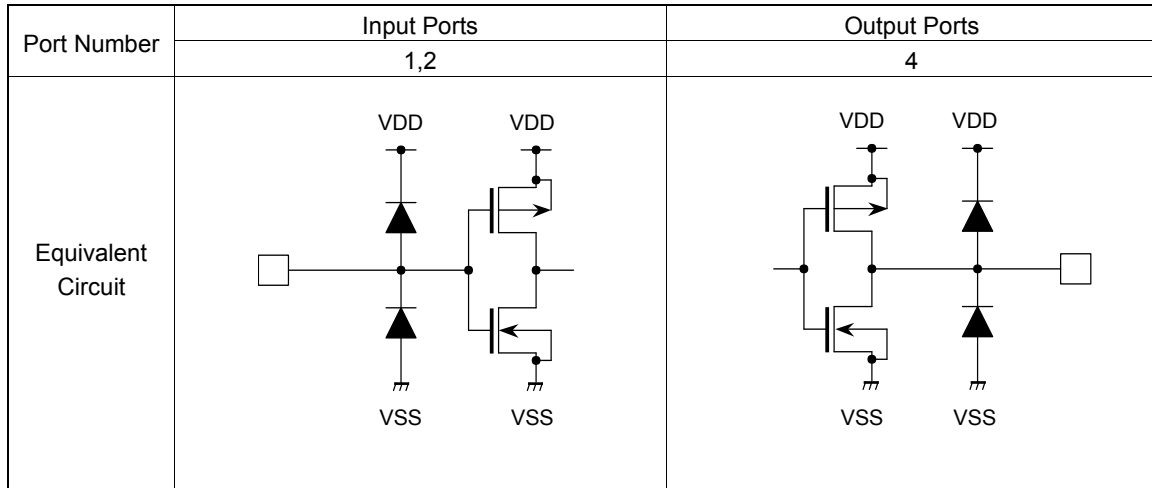 Port Number
Input Ports
Output Ports
1,2
4
Equivalent
Circuit
VDD VDD
VSS VSS
VDD VDD
VSS VSS